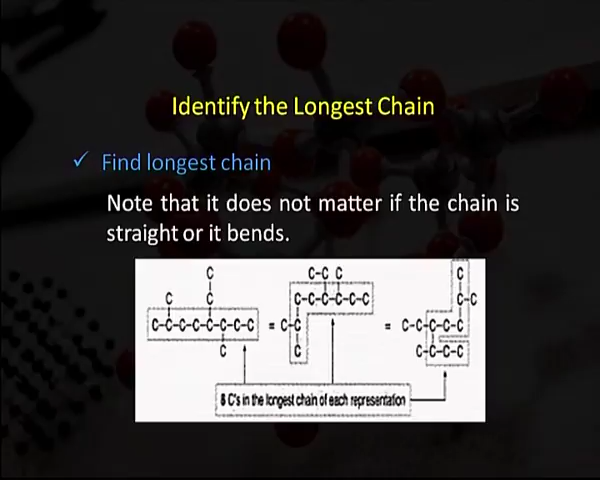 Identify the Longest Chain
✓ Find longest chain
Note that it does not matter if the chain is
straight or it bends.
C C-C C C
C C C-C-C-C-C-C C
C-C-C-C-C-C-C-C = C-C = C-C-C-C-C
C C C-C-C-C
8 C's in the longest chain of each representation